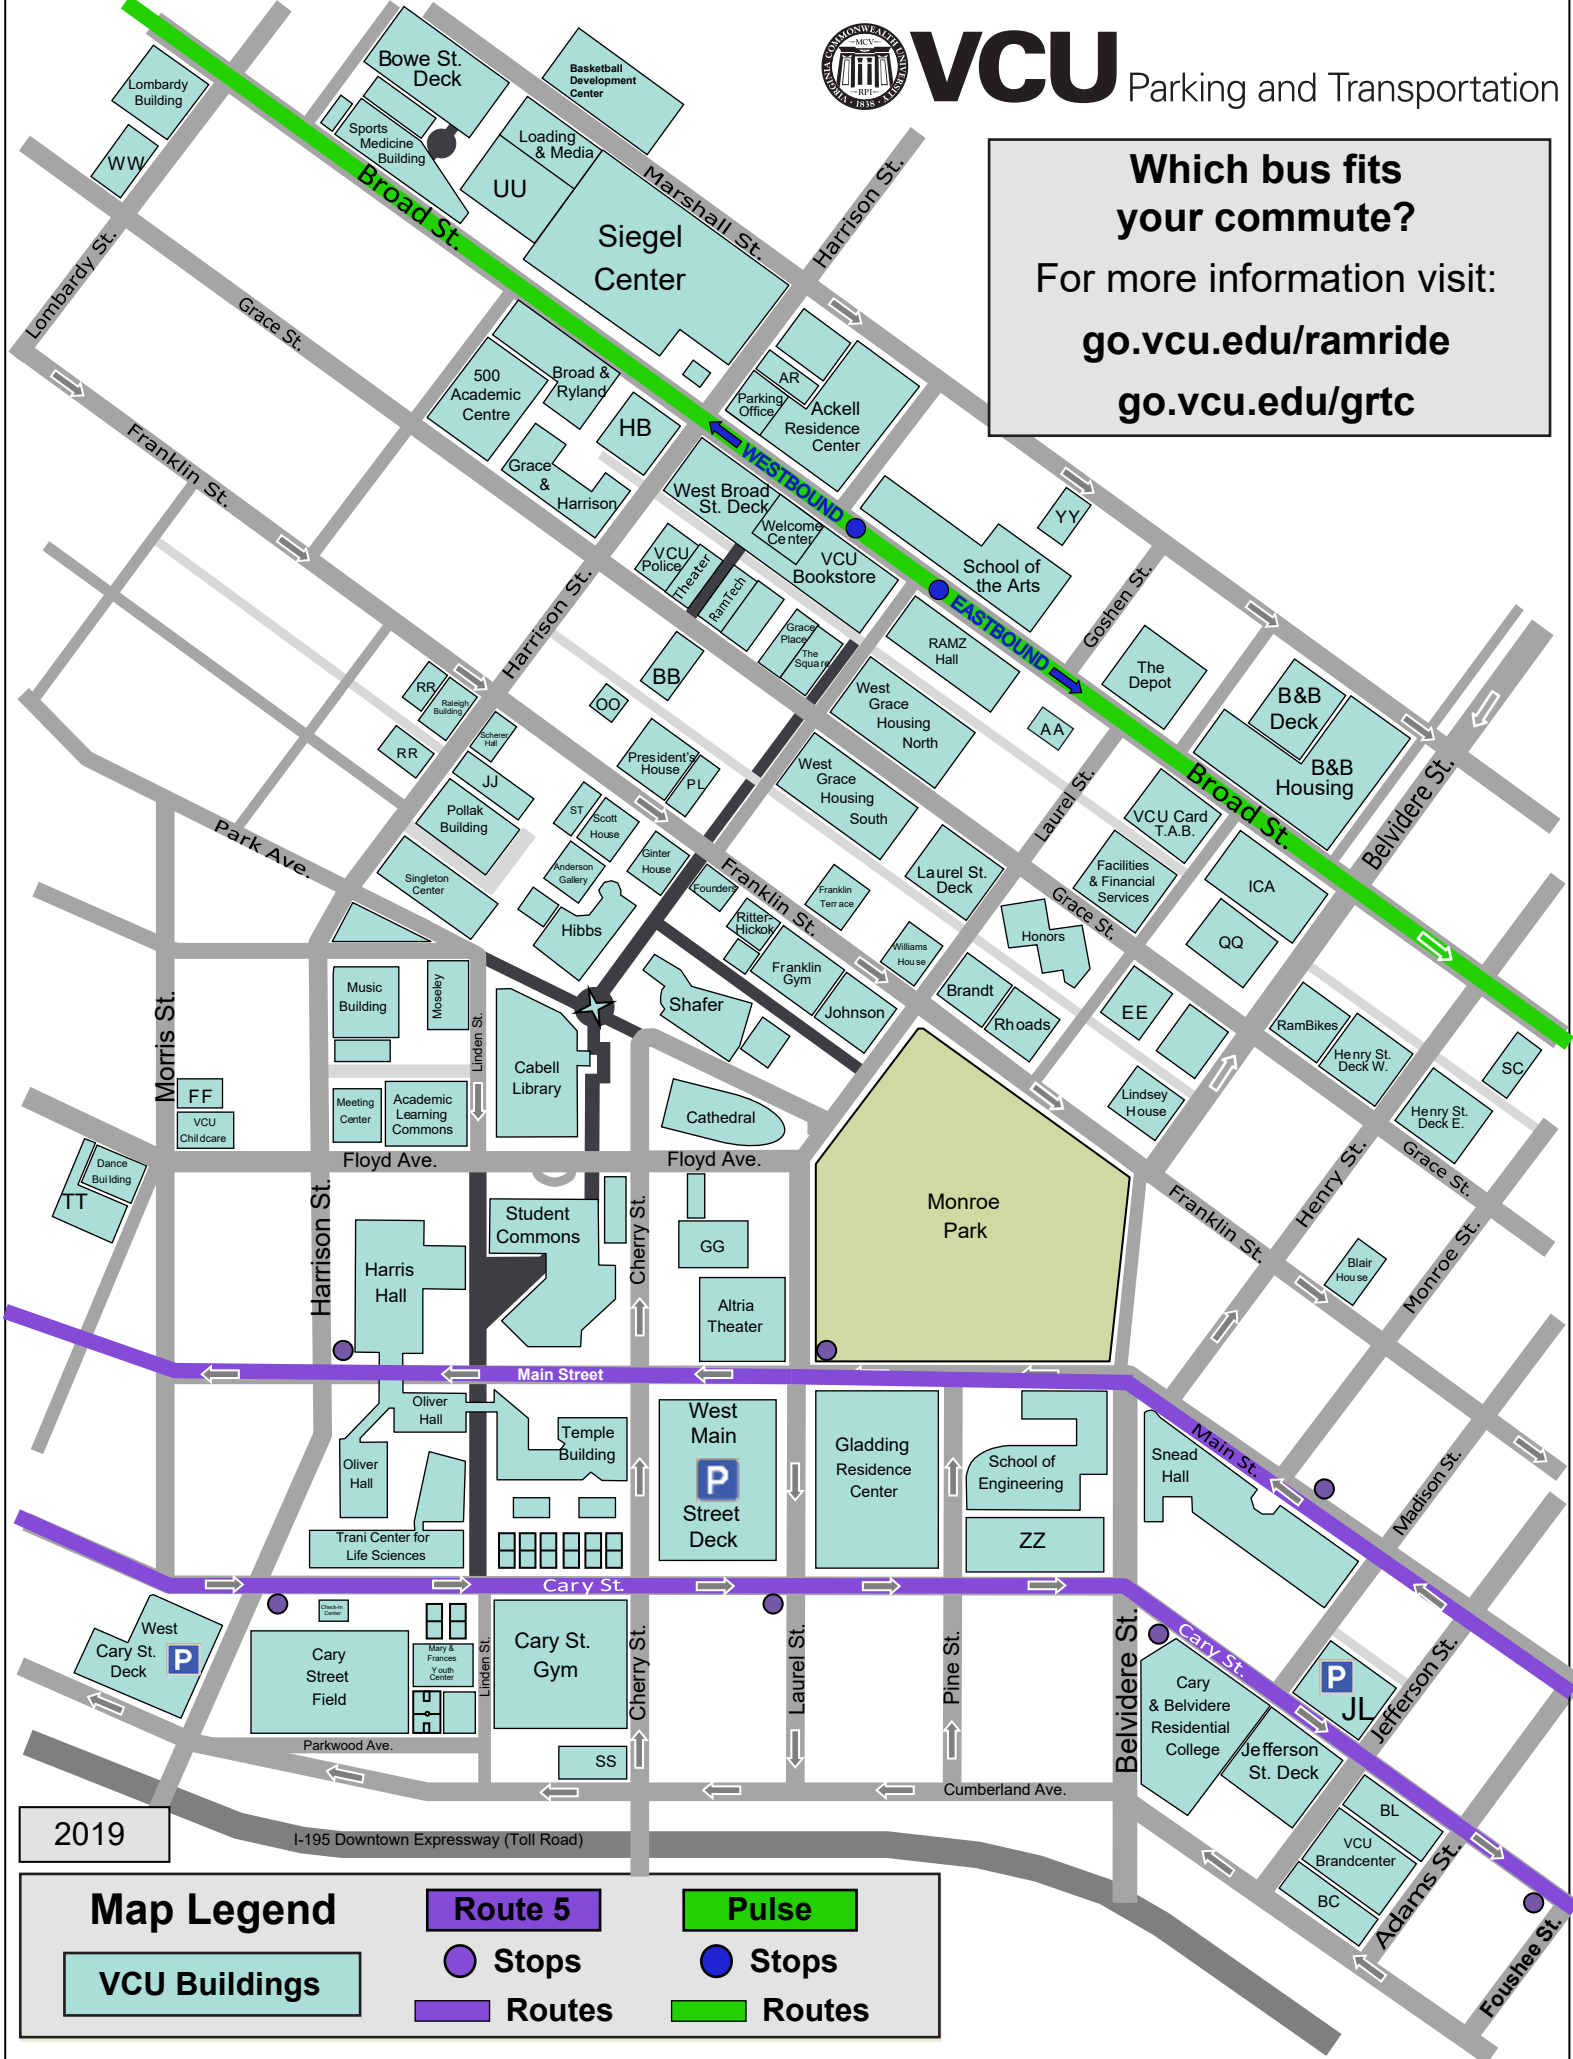 VCU Parking and Transportation
VIRGINIA COMMONWEALTH UNIVERSITY
MCV
RPI
1838
Which bus fits
your commute?
For more information visit:
go.vcu.edu/ramride
go.vcu.edu/grtc
Bowe St.
Deck
Basketball
Development
Center
Lombardy
Building
WW
Sports
Medicine
Building
Loading
& Media
UU
Siegel
Center
Marshall St.
Harrison St.
Broad St.
Lombardy St.
Grace St.
Franklin St.
500
Academic
Centre
Broad &
Ryland
HB
Grace
&
Harrison
AR
Parking
Office
Ackell
Residence
Center
WESTBOUND
West Broad
St. Deck
Welcome
Center
VCU
Bookstore
VCU
Police
Theater
RamTech
Grace
Place
The
Square
YY
School of
the Arts
EASTBOUND
Goshen St.
RAMZ
Hall
The
Depot
B&B
Deck
B&B
Housing
Belvidere St.
Harrison St.
BB
OO
RR
Raleigh
Building
RR
Scherer
Hall
JJ
Pollak
Building
President's
House
PL
West
Grace
Housing
North
AA
West
Grace
Housing
South
Laurel St.
Broad St.
VCU Card
T.A.B.
ST
Scott
House
Anderson
Gallery
Ginter
House
Park Ave.
Singleton
Center
Hibbs
Founders
Franklin St.
Franklin
Terrace
Laurel St.
Deck
Facilities
& Financial
Services
Grace St.
ICA
QQ
Ritter-
Hickok
Franklin
Gym
Johnson
Williams
House
Honors
Brandt
Rhoads
EE
Shafer
Music
Building
Moseley
Linden St.
Cabell
Library
Morris St.
FF
VCU
Childcare
Meeting
Center
Academic
Learning
Commons
Cathedral
Lindsey
House
RamBikes
Henry St.
Deck W.
SC
Henry St.
Deck E.
Grace St.
Dance
Building
TT
Floyd Ave.
Floyd Ave.
Monroe
Park
Franklin St.
Henry St.
Monroe St.
Blair
House
Harrison St.
Harris
Hall
Student
Commons
Cherry St.
GG
Altria
Theater
Main Street
Oliver
Hall
Oliver
Hall
Temple
Building
West
Main
P
Street
Deck
Gladding
Residence
Center
School of
Engineering
ZZ
Snead
Hall
Main St.
Madison St.
Trani Center for
Life Sciences
Cary St.
West
Cary St.
Deck
P
Check-In
Center
Cary
Street
Field
Mary &
Frances
Youth
Center
Linden St.
Cary St.
Gym
Cherry St.
Laurel St.
Pine St.
Belvidere St.
Cary St.
Cary
& Belvidere
Residential
College
P
JL
Jefferson St.
Jefferson
St. Deck
Parkwood Ave.
SS
Cumberland Ave.
BL
VCU
Brandcenter
BC
Adams St.
Foushee St.
I-195 Downtown Expressway (Toll Road)
2019
Map Legend
VCU Buildings
Route 5
Stops
Routes
Pulse
Stops
Routes